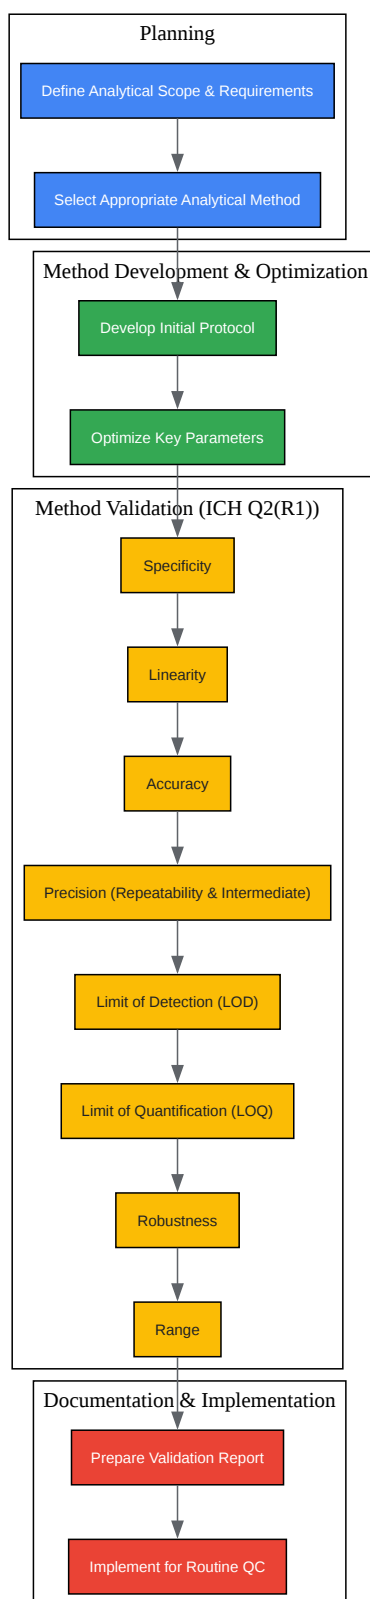 Planning
Define Analytical Scope & Requirements
Select Appropriate Analytical Method
Method Development & Optimization
Develop Initial Protocol
Optimize Key Parameters
Method Validation (ICH Q2(R1))
Specificity
Linearity
Accuracy
Precision (Repeatability & Intermediate)
Limit of Detection (LOD)
Limit of Quantification (LOQ)
Robustness
Range
Documentation & Implementation
Prepare Validation Report
Implement for Routine QC